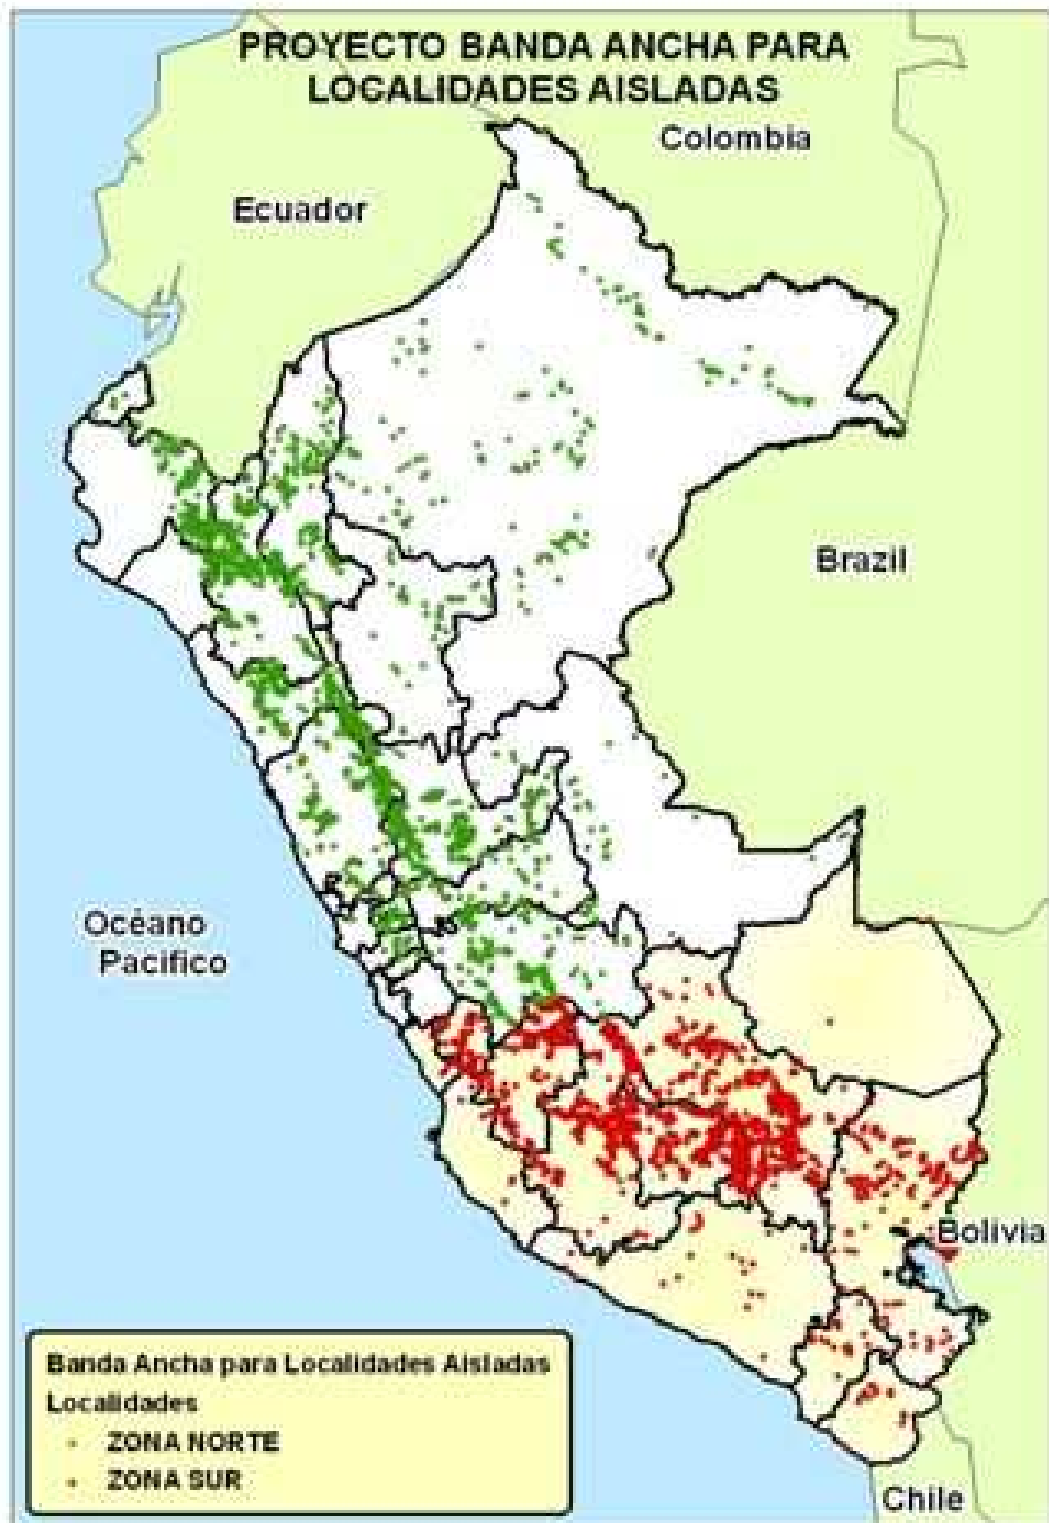 PROYECTO BANDA ANCHA PARA
LOCALIDADES AISLADAS
Colombia
Ecuador
Brazil
Océano
Pacifico
Bolivia
Banda Ancha para Localidades Aisladas
Localidades
ZONA NORTE
ZONA SUR
Chile